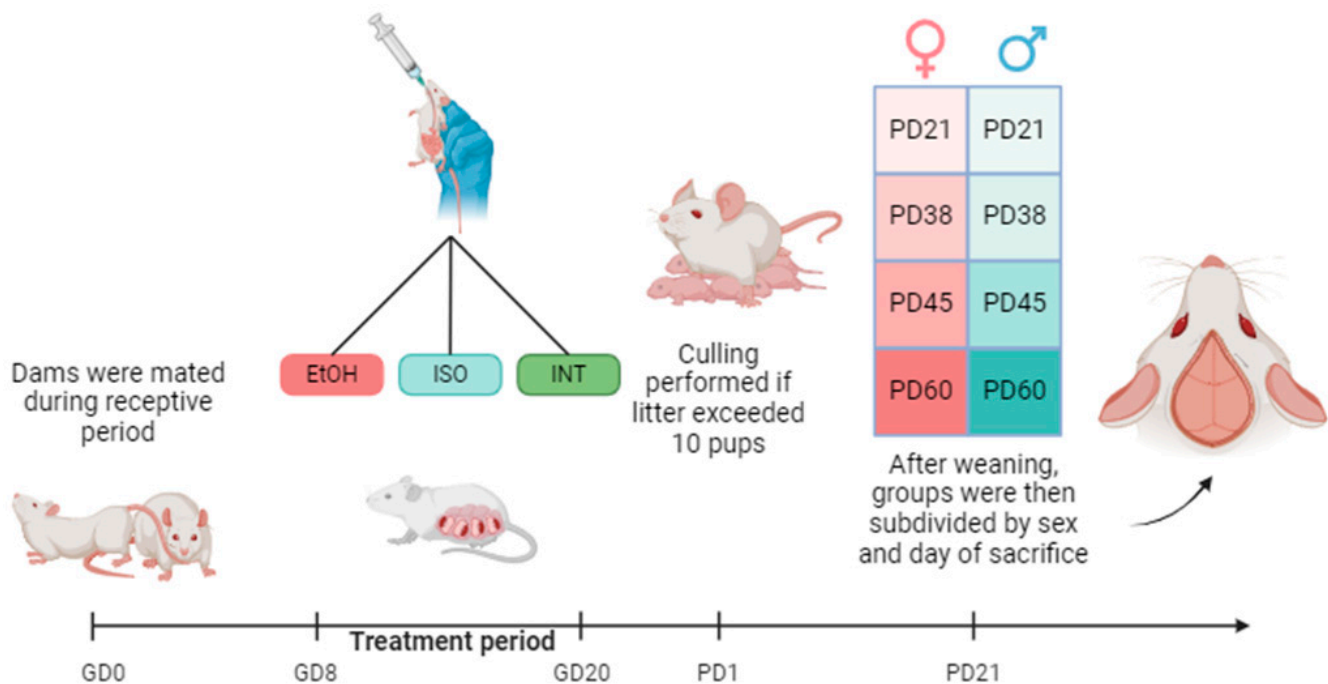 Dams were mated
during receptive
period
EtOH
ISO
INT
Culling
performed if
litter exceeded
10 pups
♀ ♂
PD21 PD21
PD38 PD38
PD45 PD45
PD60 PD60
After weaning,
groups were then
subdivided by sex
and day of sacrifice
Treatment period
GD0
GD8
GD20
PD1
PD21